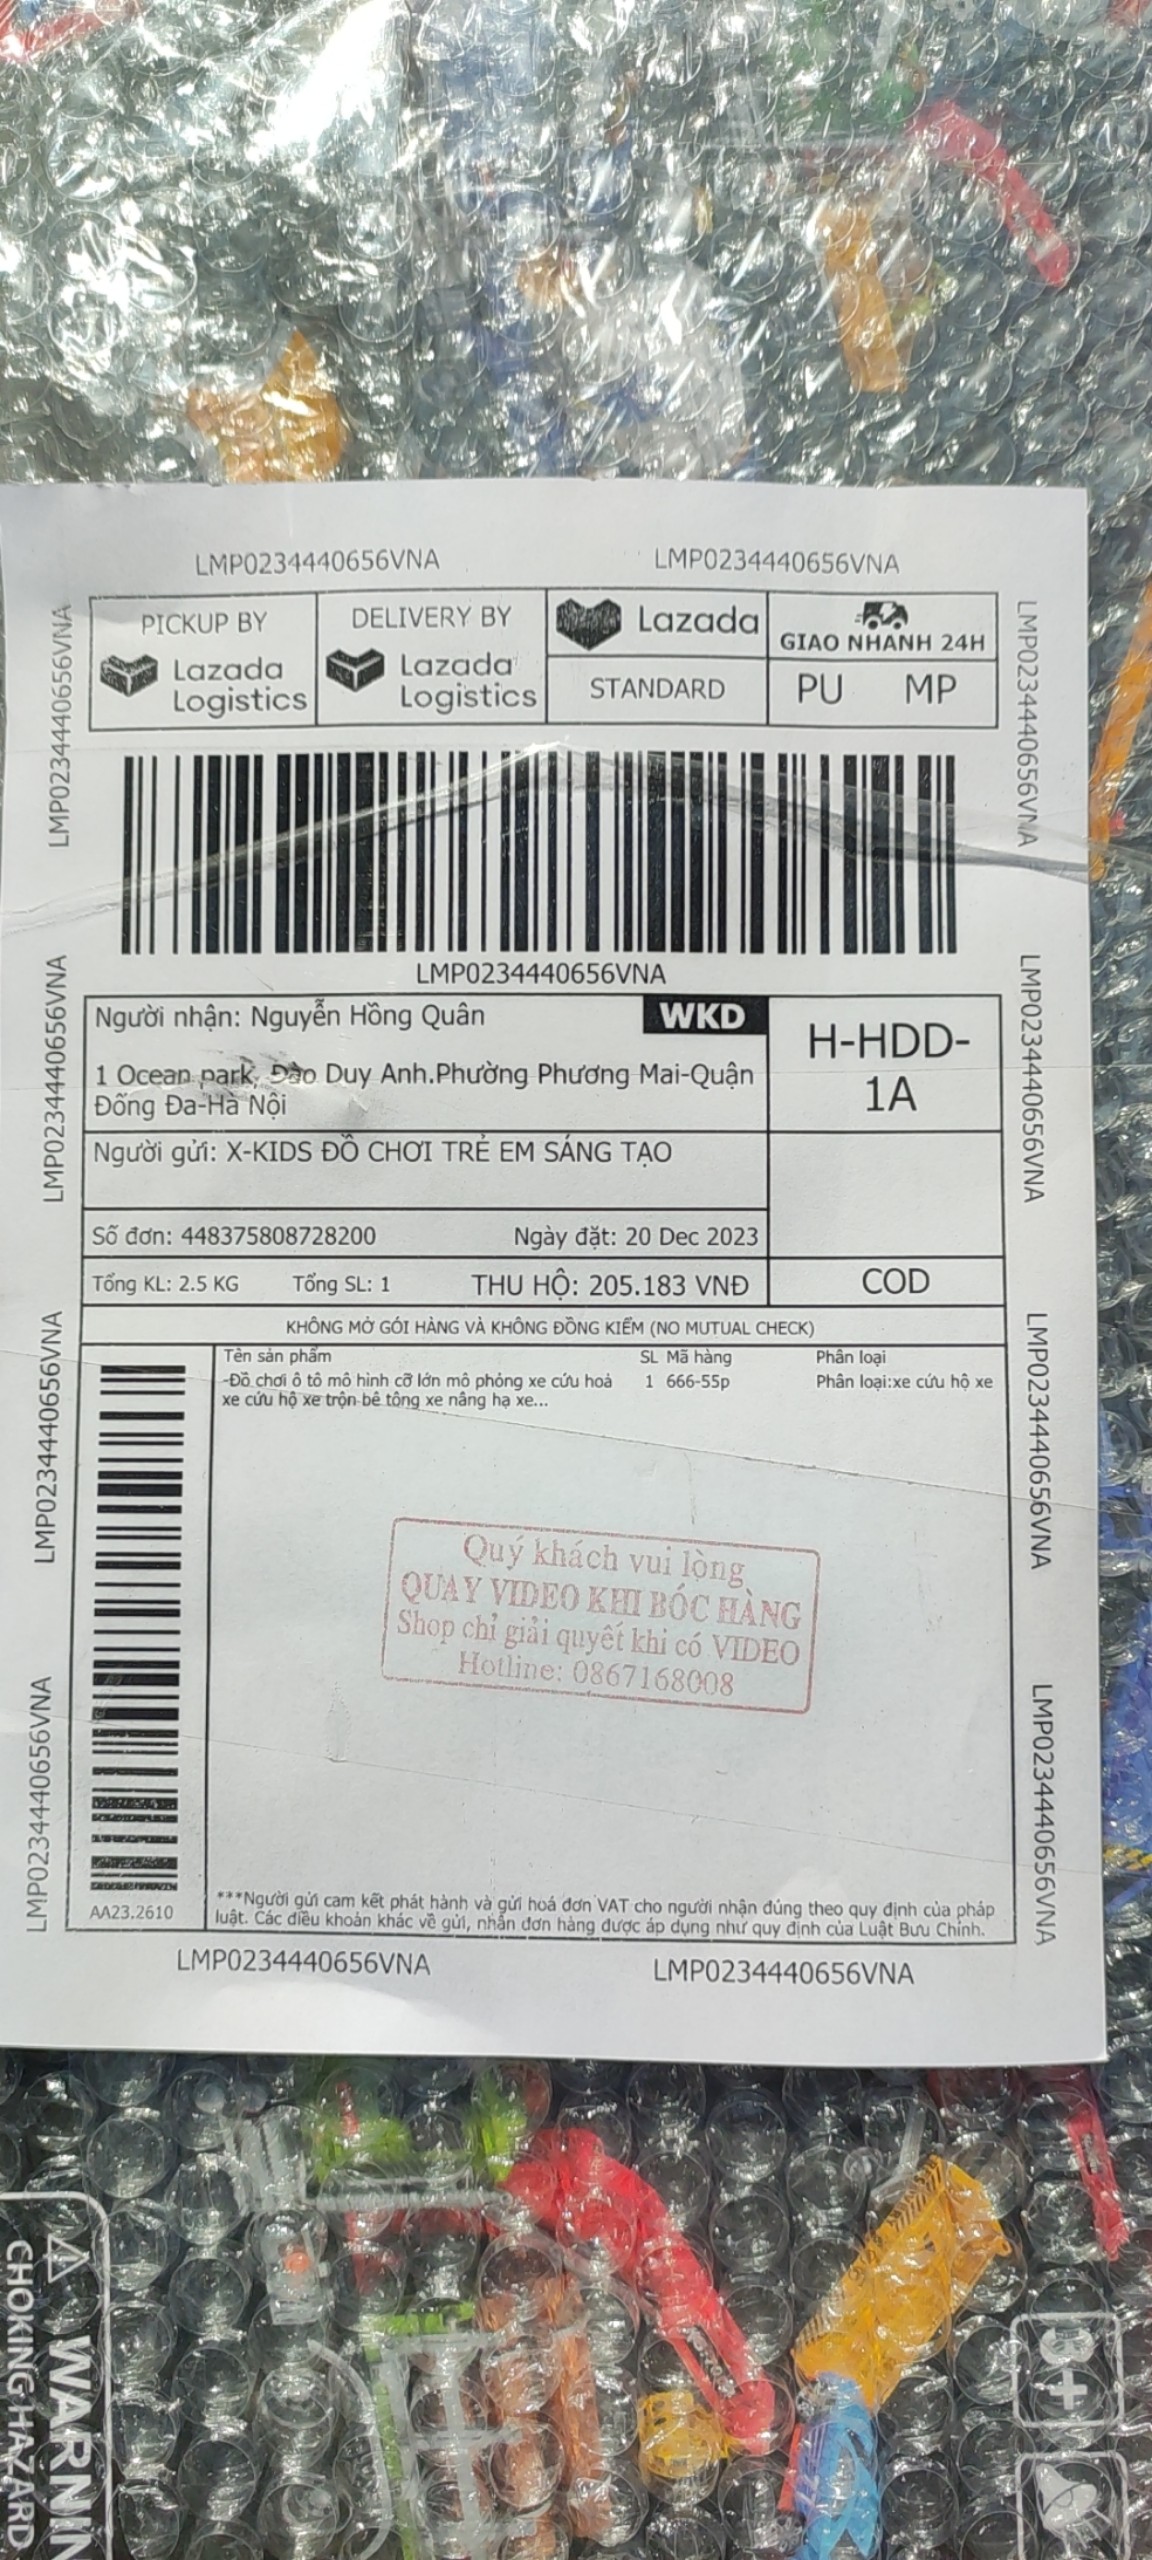 LMP0234440656VNA LMP0234440656VNA
PICKUP BY
Lazada
Logistics
DELIVERY BY
Lazada
Logistics
Lazada
STANDARD
GIAO NHANH 24H
PU MP
LMP0234440656VNA
Người nhận: Nguyễn Hồng Quân
WKD
1 Ocean park, Đào Duy Anh.Phường Phương Mai-Quận
Đống Đa-Hà Nội
H-HDD-
1A
Người gửi: X-KIDS ĐỒ CHƠI TRẺ EM SÁNG TẠO
Số đơn: 448375808728200 Ngày đặt: 20 Dec 2023
Tổng KL: 2.5 KG Tổng SL: 1 THU HỘ: 205.183 VNĐ COD
KHÔNG MỞ GÓI HÀNG VÀ KHÔNG ĐỒNG KIỂM (NO MUTUAL CHECK)
Tên sản phẩm SL Mã hàng Phân loại
-Đồ chơi ô tô mô hình cỡ lớn mô phỏng xe cứu hoả 1 666-55p Phân loại:xe cứu hộ xe
xe cứu hộ xe trộn bê tông xe nâng hạ xe...
Quý khách vui lòng
QUAY VIDEO KHI BÓC HÀNG
Shop chỉ giải quyết khi có VIDEO
Hotline: 0867168008
***Người gửi cam kết phát hành và gửi hoá đơn VAT cho người nhận đúng theo quy định của pháp
luật. Các điều khoản khác về gửi, nhận đơn hàng được áp dụng như quy định của Luật Bưu Chính.
AA23.2610
LMP0234440656VNA LMP0234440656VNA
LMP0234440656VNA
LMP0234440656VNA
LMP0234440656VNA
LMP0234440656VNA
LMP0234440656VNA
LMP0234440656VNA
LMP0234440656VNA
LMP0234440656VNA
CHOKING HAZARD
3+